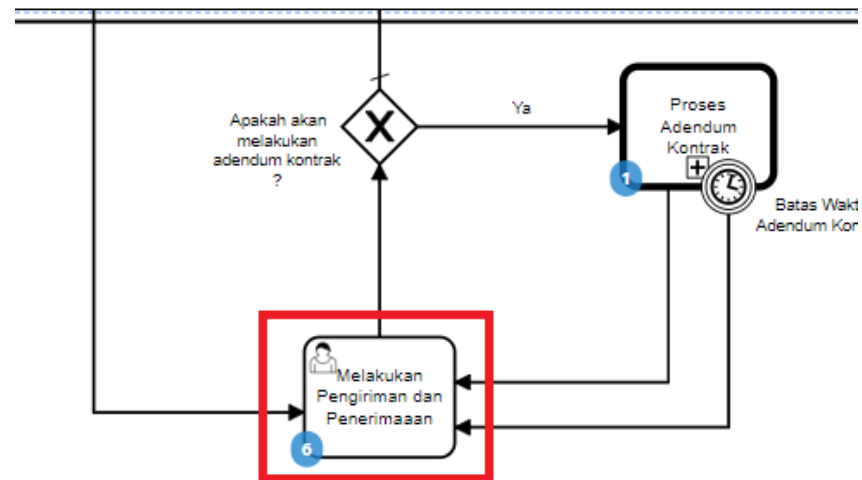 Apakah akan
melakukan
adendum kontrak
?
Ya
Proses
Adendum
Kontrak
1
Batas Wakt
Adendum Kon
Melakukan
Pengiriman dan
Penerimaaan
6